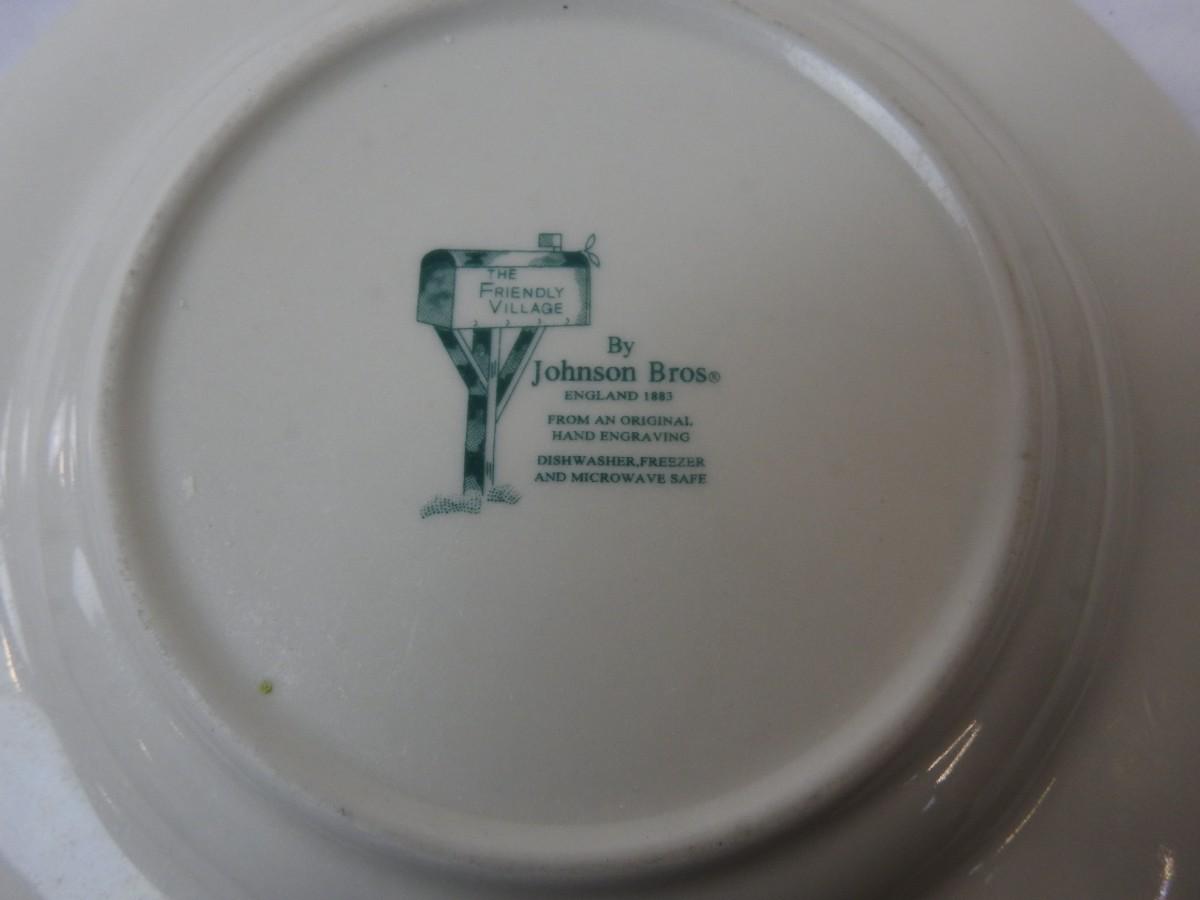 THE
FRIENDLY
VILLAGE
By
Johnson Bros®
ENGLAND 1883
FROM AN ORIGINAL
HAND ENGRAVING
DISHWASHER,FREEZER
AND MICROWAVE SAFE